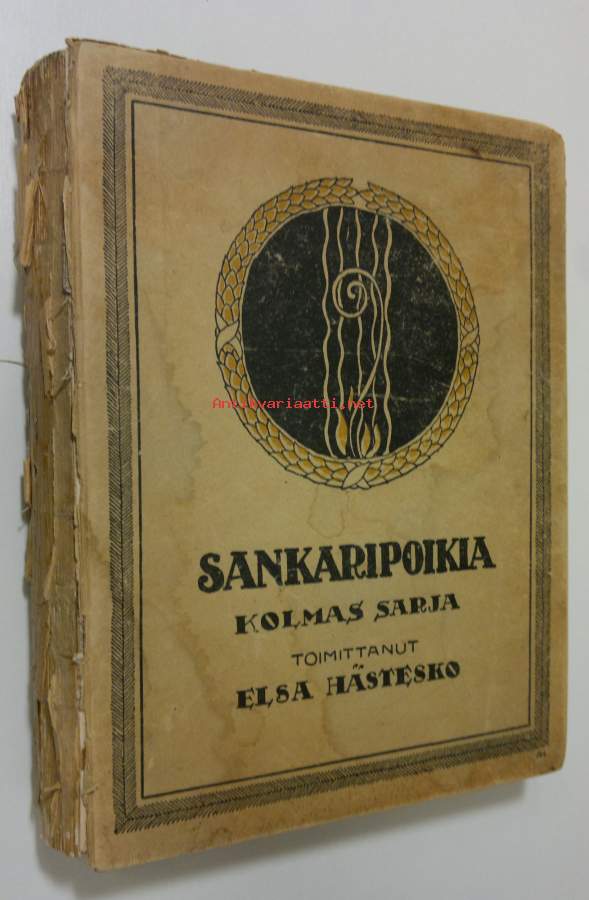 Antikvariaatti.net
SANKARIPOIKIA
KOLMAS SARJA
TOIMITTANUT
ELSA HÄSTESKO